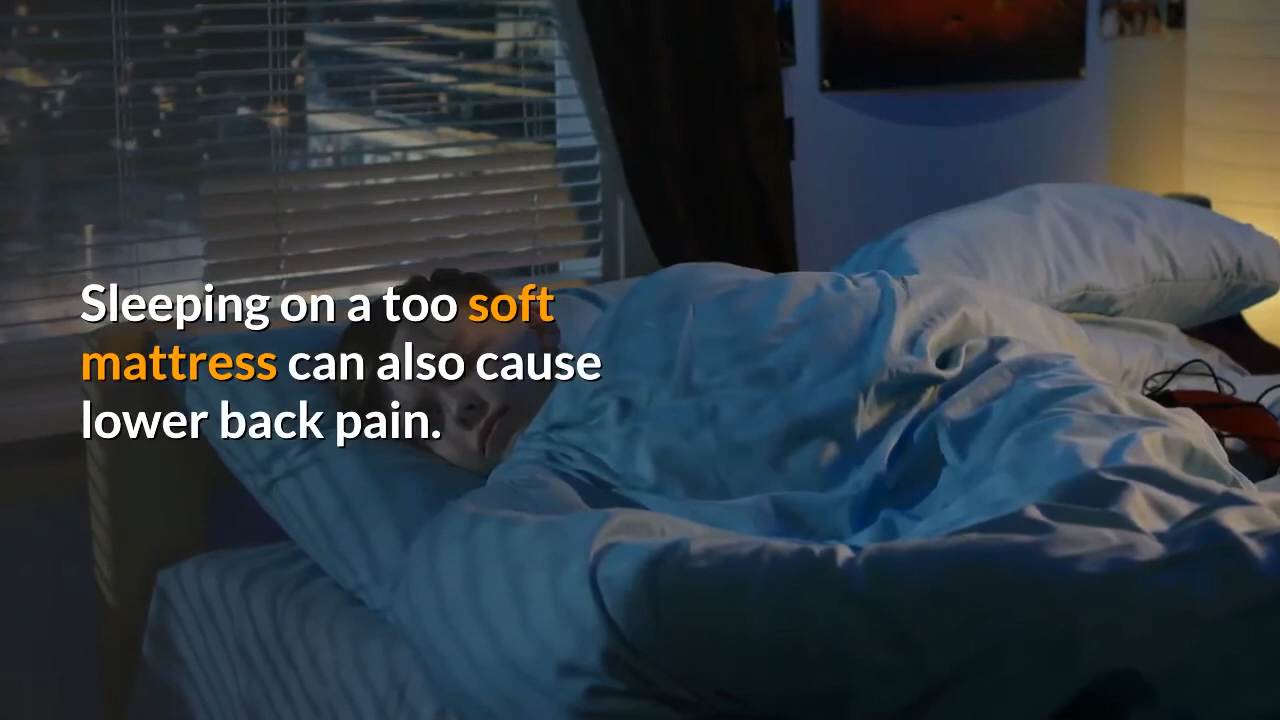 Sleeping on a too soft
mattress can also cause
lower back pain.